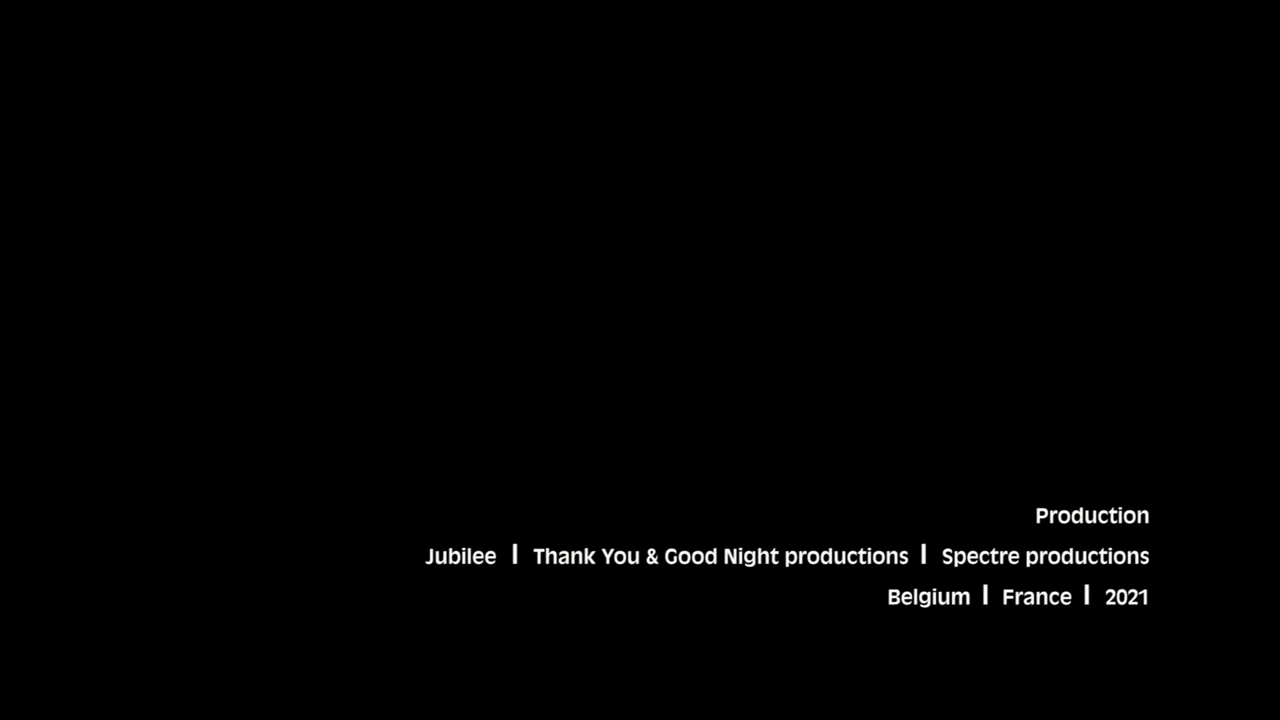 Production
Jubilee | Thank You & Good Night productions | Spectre productions
Belgium | France | 2021